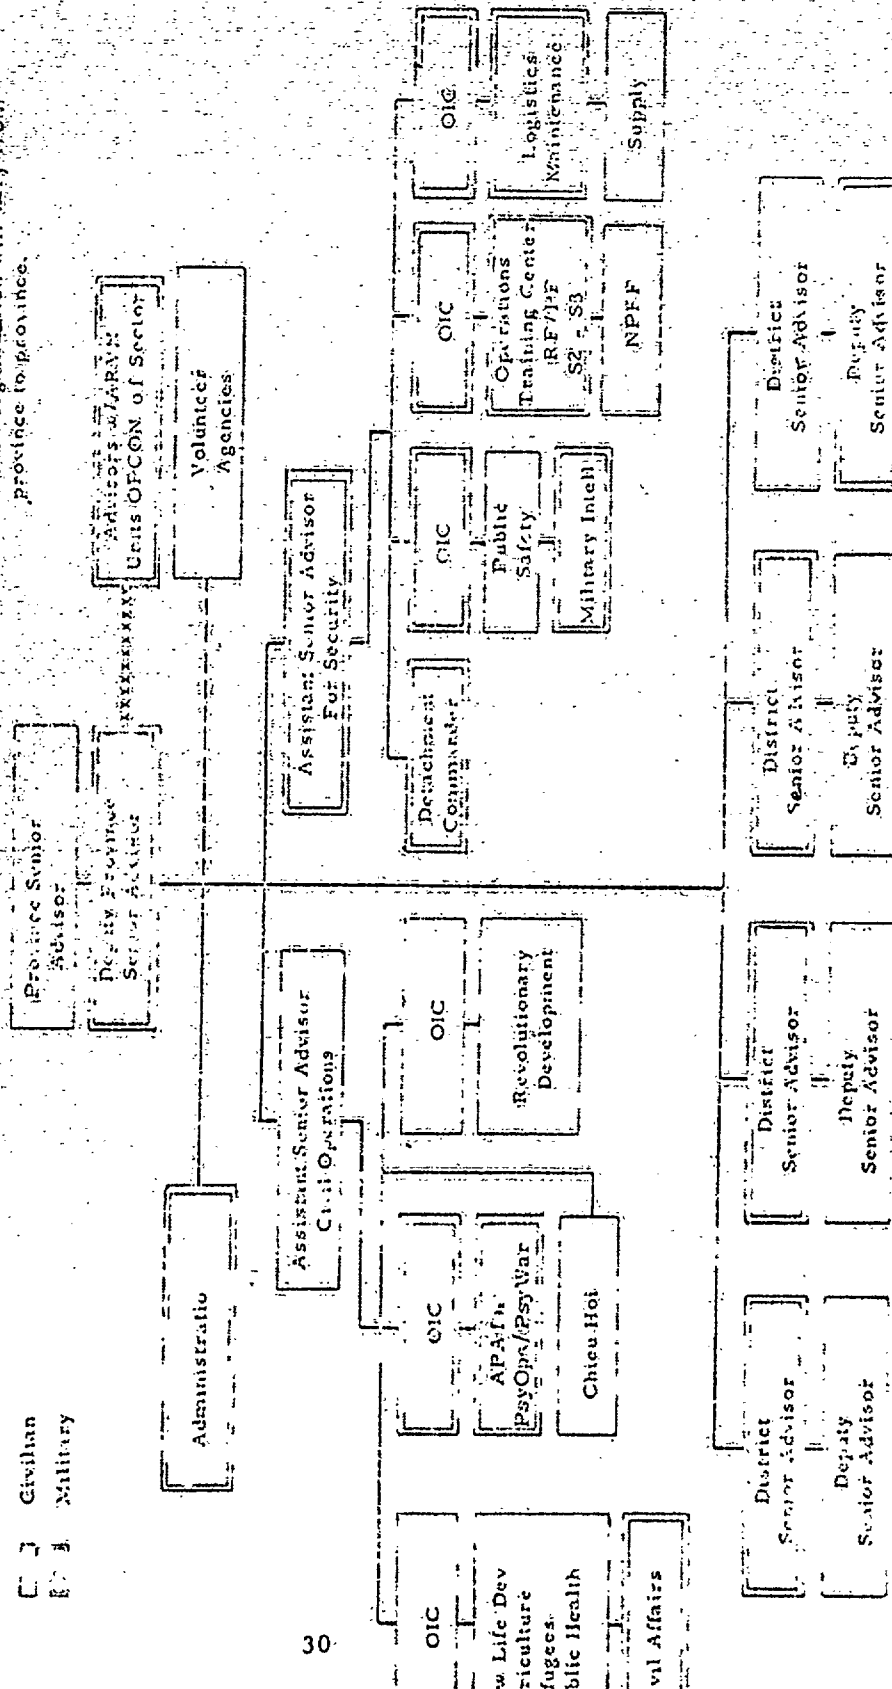 province to province.
Civilian
Military
Province Senior
Advisor
Deputy Province
Senior Advisor
Advisors w/ARVN
Units OPCON of Sector
Volunteer
Agencies
Administratio
Assistant Senior Advisor
Civil Operations
Assistant Senior Advisor
For Security
OIC
w Life Dev
riculture
fugees
blic Health
vil Affairs
OIC
PsyOps/PsyWar
Chieu Hoi
OIC
Revolutionary
Development
Detachment
Commander
OIC
Public
Safety
Military Intell
OIC
Operations
Training Center
RF/PF
S2 - S3
NPFF
OIC
Logistics
Maintenance
Supply
District
Senior Advisor
Deputy
Senior Advisor
District
Senior Advisor
Deputy
Senior Advisor
District
Senior Advisor
Deputy
Senior Advisor
District
Senior Advisor
Deputy
Senior Advisor
30